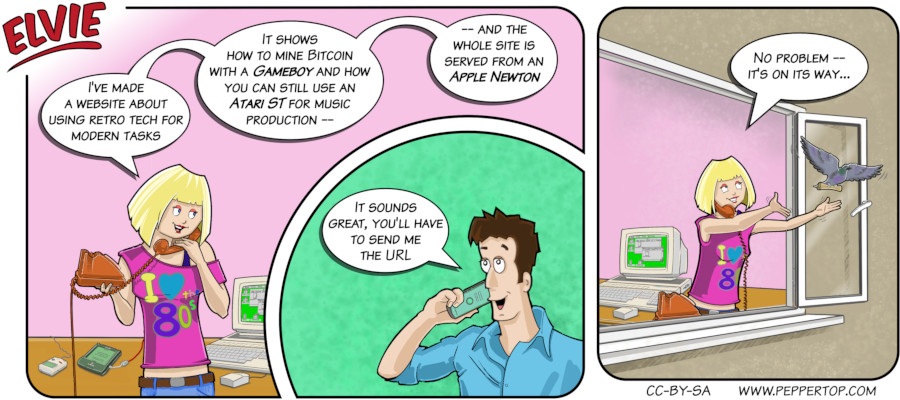 ELVIE
I'VE MADE
A WEBSITE ABOUT
USING RETRO TECH FOR
MODERN TASKS
IT SHOWS
HOW TO MINE BITCOIN
WITH A GAMEBOY AND HOW
YOU CAN STILL USE AN
ATARI ST FOR MUSIC
PRODUCTION --
-- AND THE
WHOLE SITE IS
SERVED FROM AN
APPLE NEWTON
I
the
80's
IT SOUNDS
GREAT, YOU'LL HAVE
TO SEND ME
THE URL
NO PROBLEM --
IT'S ON ITS WAY...
I
8
CC-BY-SA WWW.PEPPERTOP.COM